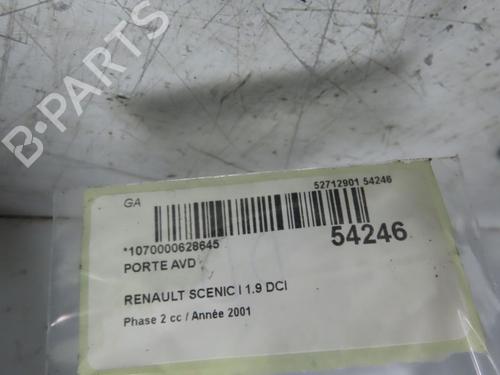 B-PARTS
GA
52712901 54246
*1070000628645
54246
PORTE AVD
RENAULT SCENIC I 1.9 DCI
Phase 2 cc / Année 2001